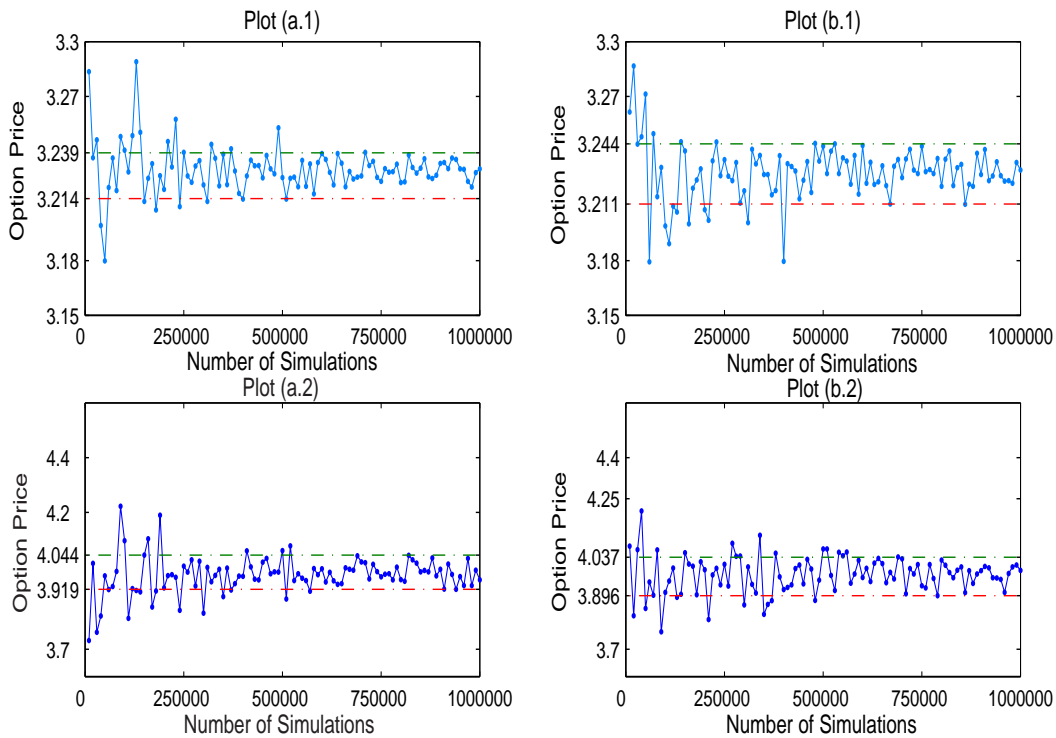 Plot (a.1)
Option Price
3.3
3.27
3.239
3.214
3.18
3.15
0 250000 500000 750000 1000000
Number of Simulations
Plot (b.1)
Option Price
3.3
3.27
3.244
3.211
3.18
3.15
0 250000 500000 750000 1000000
Number of Simulations
Plot (a.2)
Option Price
4.4
4.2
4.044
3.919
3.7
0 250000 500000 750000 1000000
Number of Simulations
Plot (b.2)
Option Price
4.4
4.25
4.037
3.896
3.7
0 250000 500000 750000 1000000
Number of Simulations